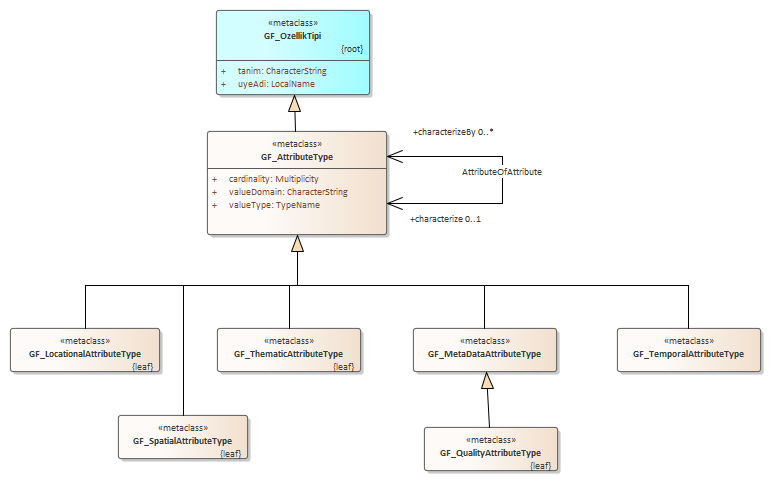 «metaclass»
GF_OzellikTipi
{root}
+ tanim: CharacterString
+ uyeAdi: LocalName
«metaclass»
GF_AttributeType
+ cardinality: Multiplicity
+ valueDomain: CharacterString
+ valueType: TypeName
+characterizeBy 0..*
AttributeOfAttribute
+characterize 0..1
«metaclass»
GF_LocationalAttributeType
{leaf}
«metaclass»
GF_ThematicAttributeType
{leaf}
«metaclass»
GF_MetaDataAttributeType
«metaclass»
GF_TemporalAttributeType
«metaclass»
GF_SpatialAttributeType
{leaf}
«metaclass»
GF_QualityAttributeType
{leaf}